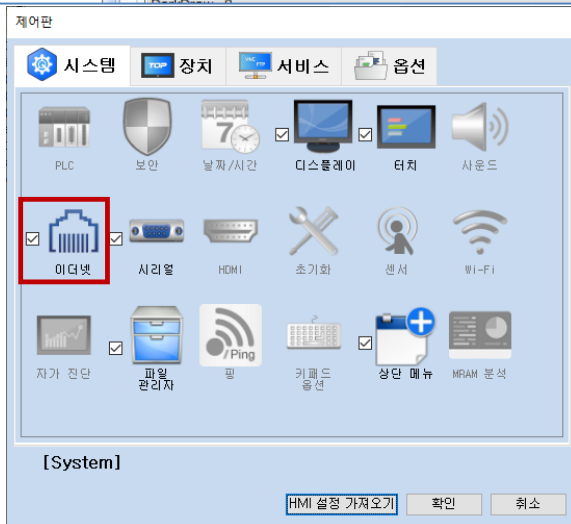 제어판
시스템
TOP 장치
서비스
옵션
PLC
보안
날짜/시간
디스플레이
터치
사운드
이더넷
시리얼
HDMI
초기화
센서
Wi-Fi
자가 진단
파일
관리자
/Ping
핑
키패드
옵션
상단 메뉴
MRAM 분석
[System]
HMI 설정 가져오기
확인
취소